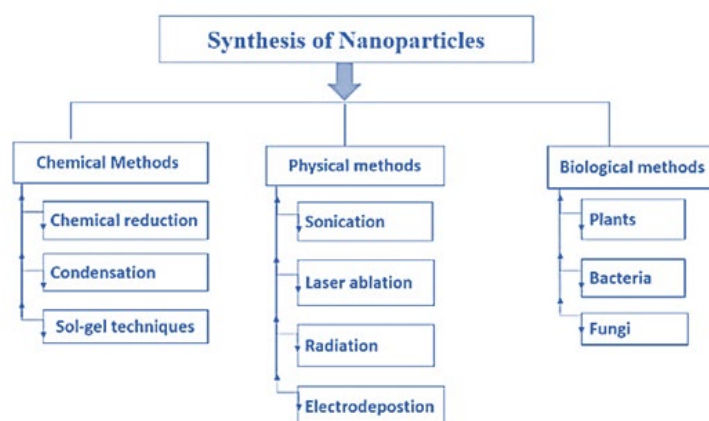 Synthesis of Nanoparticles
Chemical Methods
Chemical reduction
Condensation
Sol-gel techniques
Physical methods
Sonication
Laser ablation
Radiation
Electrodepostion
Biological methods
Plants
Bacteria
Fungi